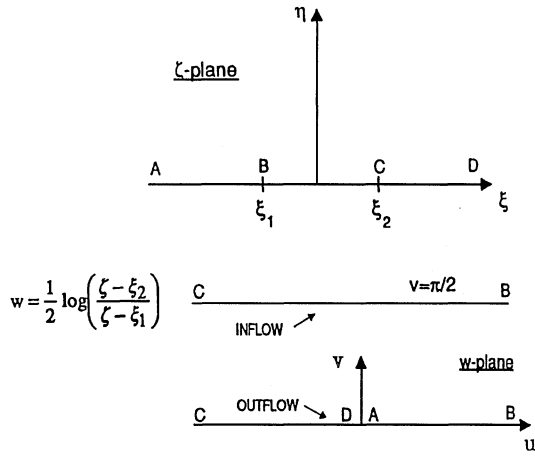 η
ζ-plane
A B C D
ξ₁ ξ₂ ξ
w = 1/2 log((ζ − ξ₂)/(ζ − ξ₁))
C v=π/2 B
INFLOW
v w-plane
C OUTFLOW D A B
u